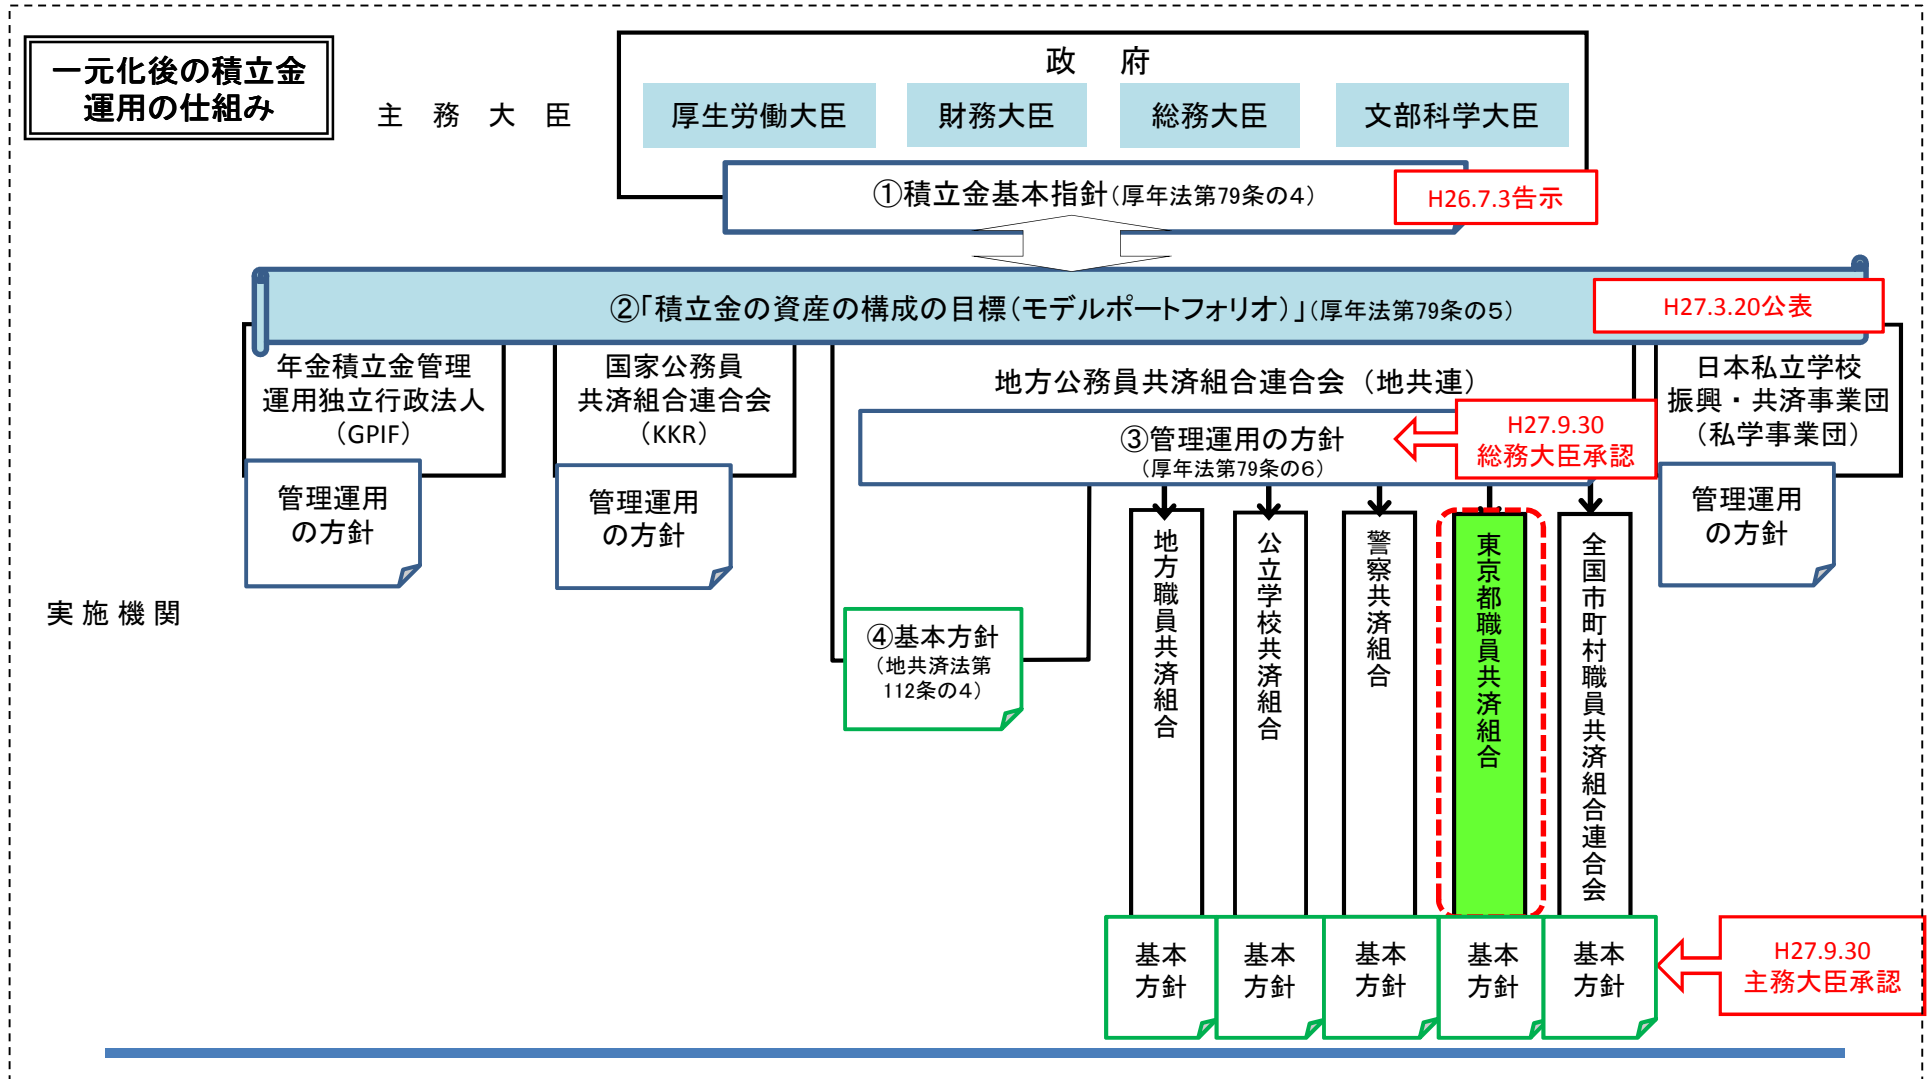 一元化後の積立金
運用の仕組み
政　府
主　務　大　臣
厚生労働大臣
財務大臣
総務大臣
文部科学大臣
①積立金基本指針(厚年法第79条の4)
H26.7.3告示
②「積立金の資産の構成の目標(モデルポートフォリオ)」(厚年法第79条の5)
H27.3.20公表
年金積立金管理
運用独立行政法人
(GPIF)
国家公務員
共済組合連合会
(KKR)
地方公務員共済組合連合会（地共連）
日本私立学校
振興・共済事業団
（私学事業団）
③管理運用の方針
(厚年法第79条の6)
H27.9.30
総務大臣承認
管理運用
の方針
管理運用
の方針
管理運用
の方針
実施機関
④基本方針
(地共済法第
112条の4)
地方職員共済組合
公立学校共済組合
警察共済組合
東京都職員共済組合
全国市町村職員共済組合連合会
基本
方針
基本
方針
基本
方針
基本
方針
基本
方針
H27.9.30
主務大臣承認